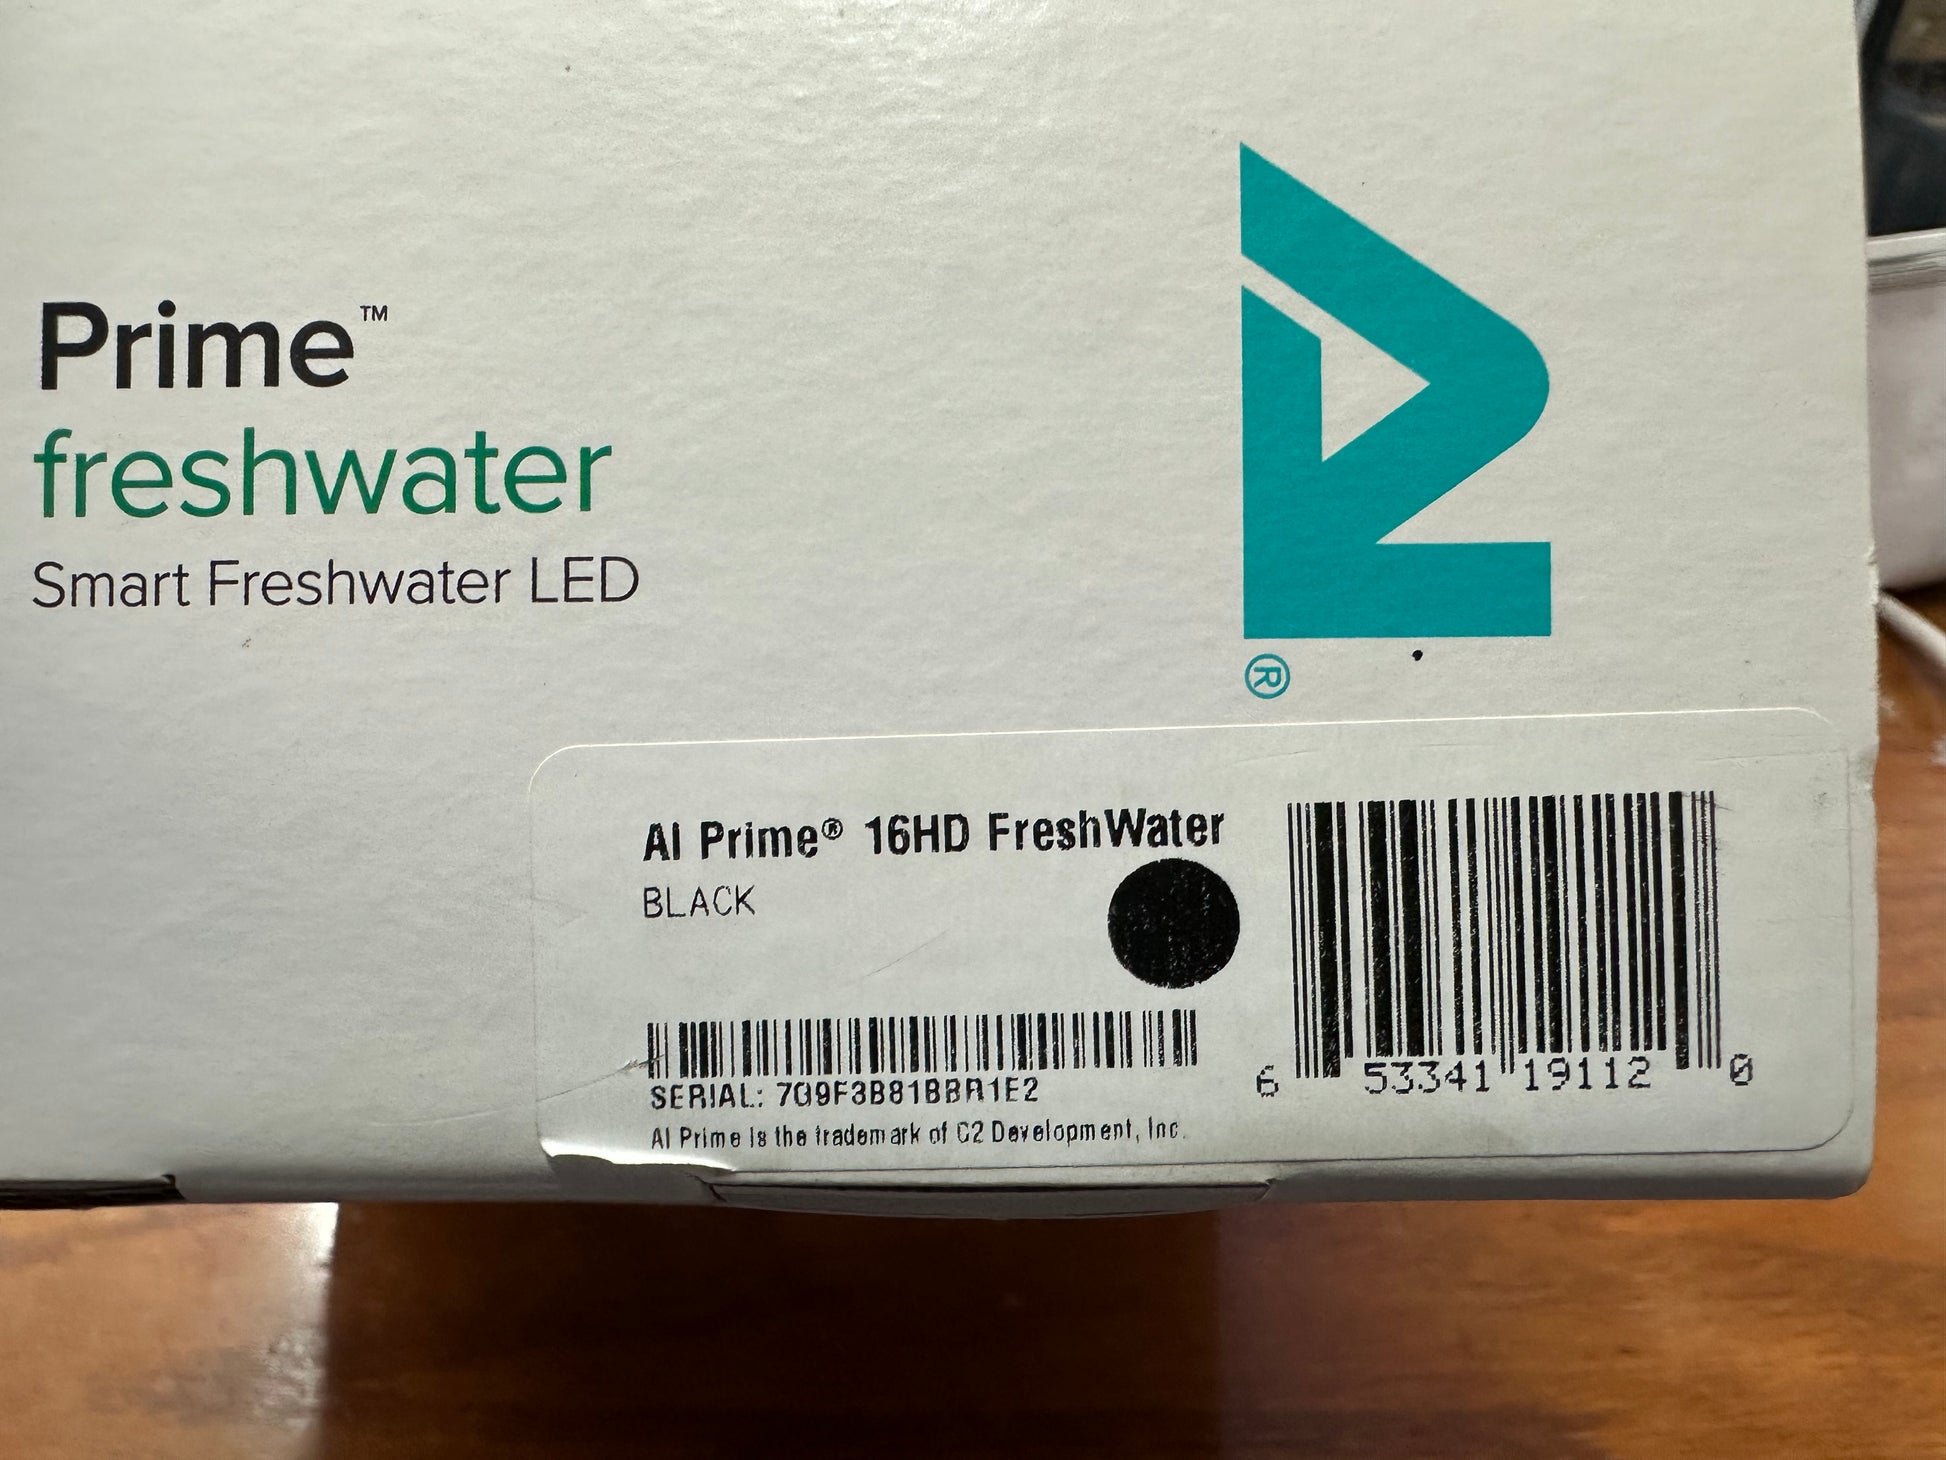 Prime™
freshwater
Smart Freshwater LED
®
AI Prime® 16HD FreshWater
BLACK
SERIAL: 7G9F3B81BBR1E2
AI Prime is the trademark of C2 Development, Inc.
6 53341 19112 0